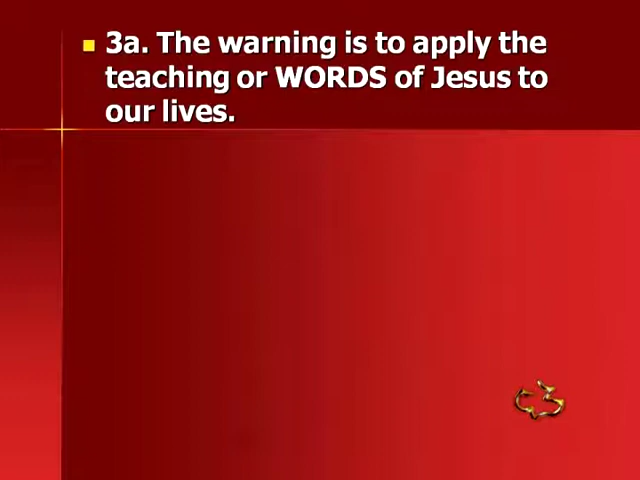 3a. The warning is to apply the
teaching or WORDS of Jesus to
our lives.